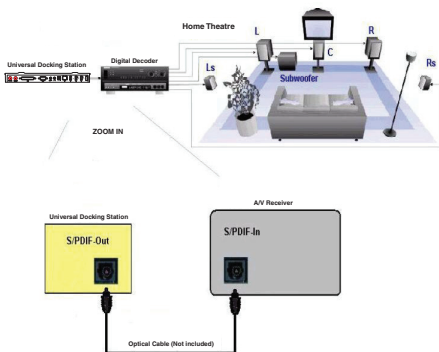 Home Theatre
L
R
Universal Docking Station
Digital Decoder
C
Ls
Subwoofer
Rs
ZOOM IN
A/V Receiver
Universal Docking Station
S/PDIF-Out
S/PDIF-In
Optical Cable (Not included)